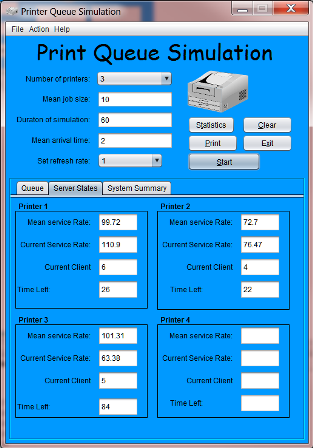 Printer Queue Simulation
File Action Help
Print Queue Simulation
Number of printers: 3
Mean job size: 10
Duraton of simulation: 60
Mean arrival time: 2
Set refresh rate: 1
Statistics Clear
Print Exit
Start
Queue Server States System Summary
Printer 1
Mean service Rate: 99.72
Current Service Rate: 110.9
Current Client 6
Time Left 26
Printer 2
Mean service Rate: 72.7
Current Service Rate: 76.47
Current Client 4
Time Left 22
Printer 3
Mean service Rate: 101.31
Current Service Rate: 63.38
Current Client 5
Time Left 84
Printer 4
Mean service Rate:
Current Service Rate:
Current Client
Time Left